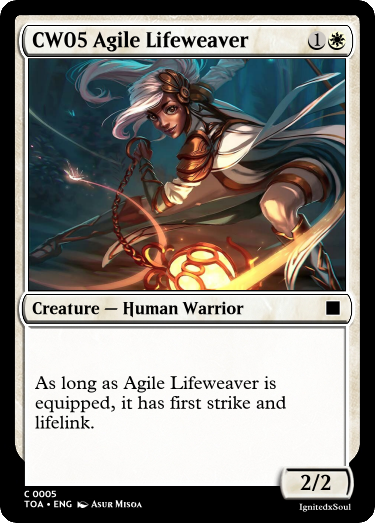 CW05 Agile Lifeweaver 1
Creature — Human Warrior
As long as Agile Lifeweaver is
equipped, it has first strike and
lifelink.
2/2
C 0005
TOA • ENG Asur Misoa
IgnitedxSoul